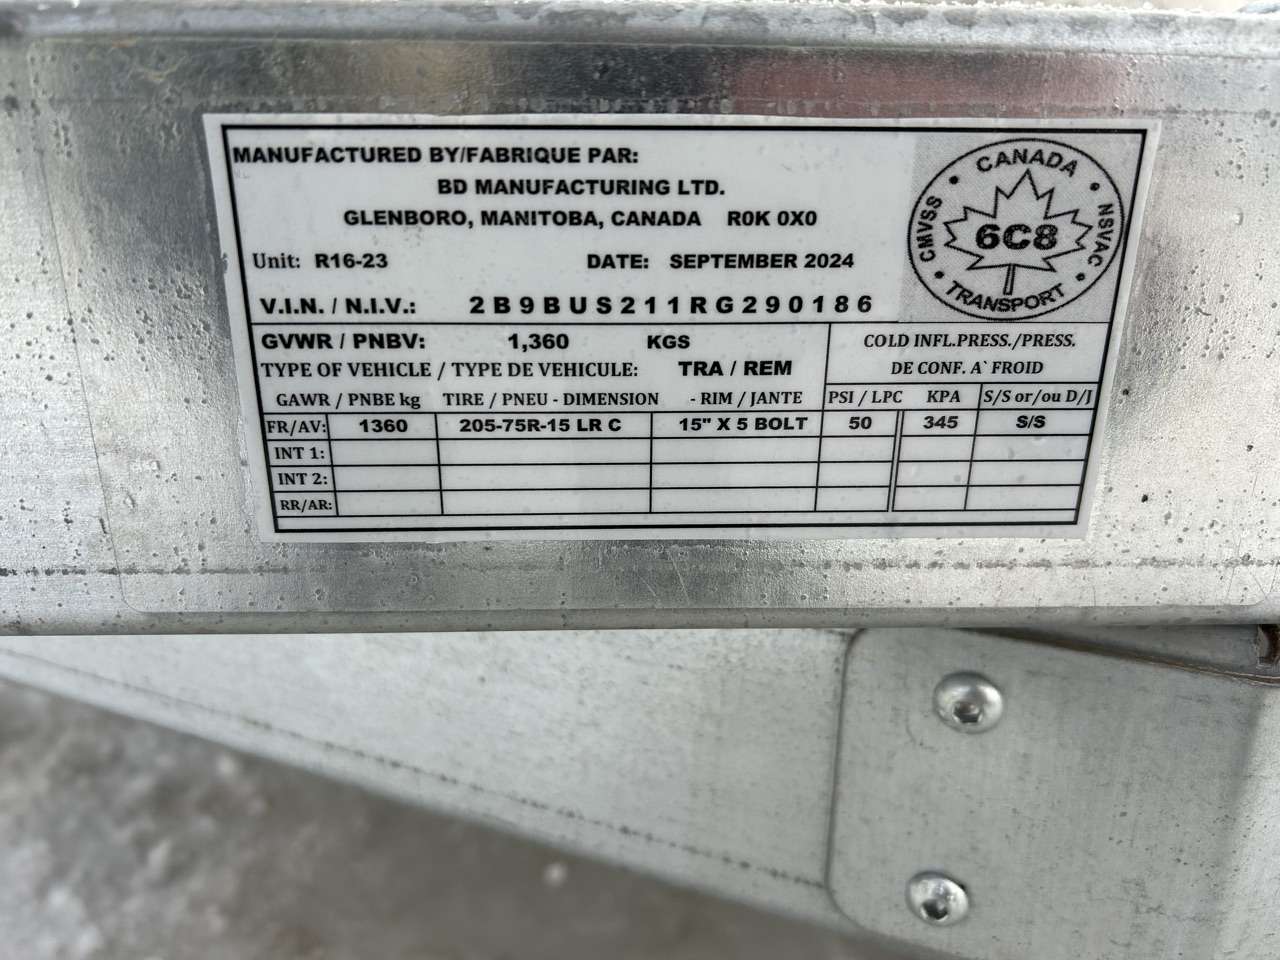 MANUFACTURED BY/FABRIQUE PAR:
BD MANUFACTURING LTD.
GLENBORO, MANITOBA, CANADA R0K 0X0
Unit: R16-23 DATE: SEPTEMBER 2024
V.I.N. / N.I.V.: 2B9BUS211RG290186
CANADA
CMVSS • 6C8 • NSVAC
• TRANSPORT •
GVWR / PNBV: 1,360 KGS
TYPE OF VEHICLE / TYPE DE VEHICULE: TRA / REM
COLD INFL.PRESS./PRESS.
DE CONF. A` FROID
GAWR / PNBE kg TIRE / PNEU - DIMENSION - RIM / JANTE PSI / LPC KPA S/S or/ou D/J
FR/AV: 1360 205-75R-15 LR C 15" X 5 BOLT 50 345 S/S
INT 1:
INT 2:
RR/AR: